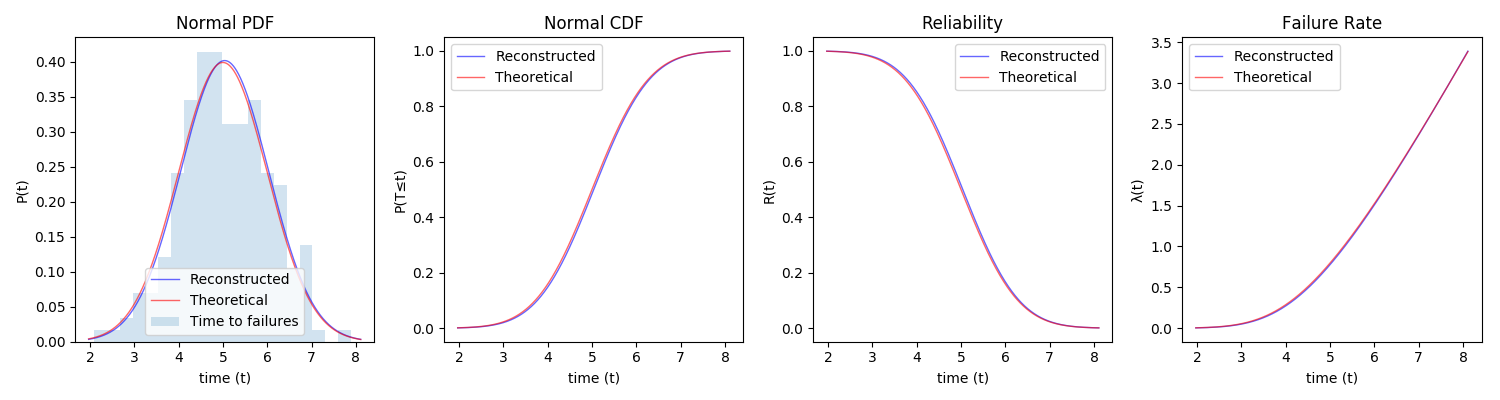 Normal PDF
P(t)
0.40
0.35
0.30
0.25
0.20
0.15
0.10
0.05
0.00
Reconstructed
Theoretical
Time to failures
2 3 4 5 6 7 8
time (t)
Normal CDF
P(T≤t)
1.0
0.8
0.6
0.4
0.2
0.0
Reconstructed
Theoretical
2 3 4 5 6 7 8
time (t)
Reliability
R(t)
1.0
0.8
0.6
0.4
0.2
0.0
Reconstructed
Theoretical
2 3 4 5 6 7 8
time (t)
Failure Rate
λ(t)
3.5
3.0
2.5
2.0
1.5
1.0
0.5
0.0
Reconstructed
Theoretical
2 3 4 5 6 7 8
time (t)